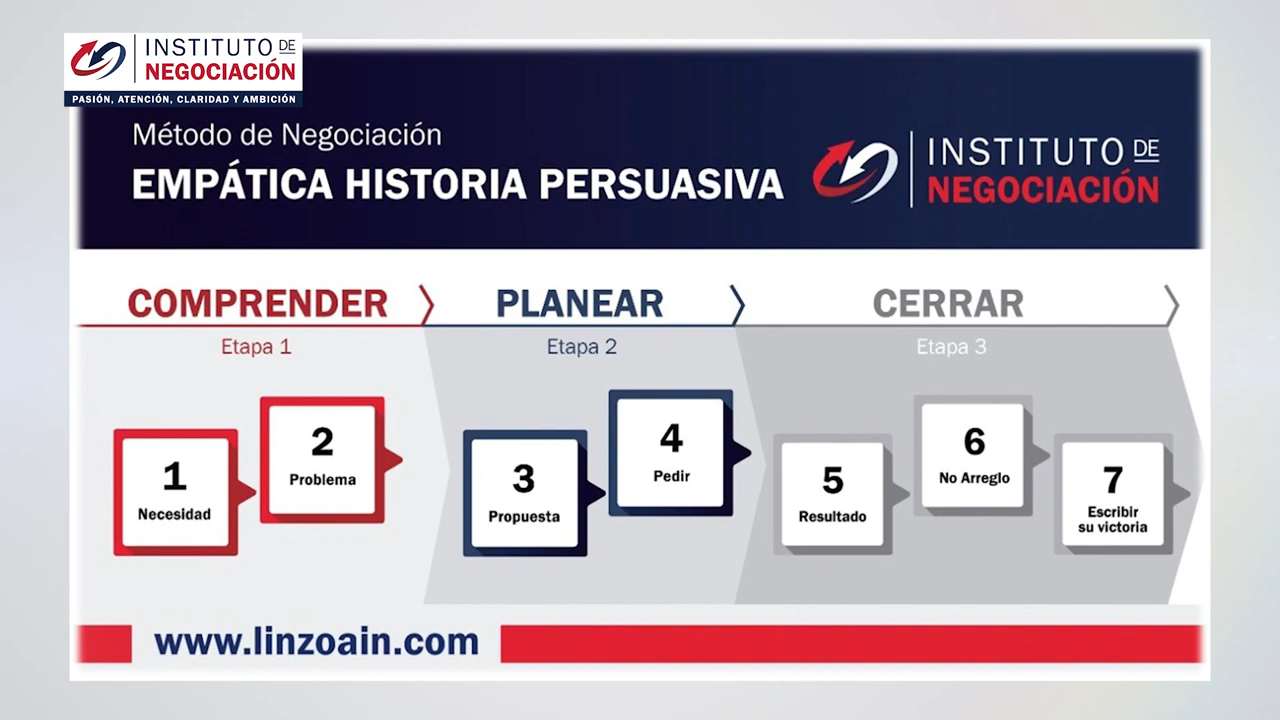 INSTITUTO DE
NEGOCIACIÓN
PASIÓN, ATENCIÓN, CLARIDAD Y AMBICIÓN
Método de Negociación
EMPÁTICA HISTORIA PERSUASIVA
INSTITUTO DE
NEGOCIACIÓN
COMPRENDER
PLANEAR
CERRAR
Etapa 1
Etapa 2
Etapa 3
1
Necesidad
2
Problema
3
Propuesta
4
Pedir
5
Resultado
6
No Arreglo
7
Escribir
su victoria
www.linzoain.com